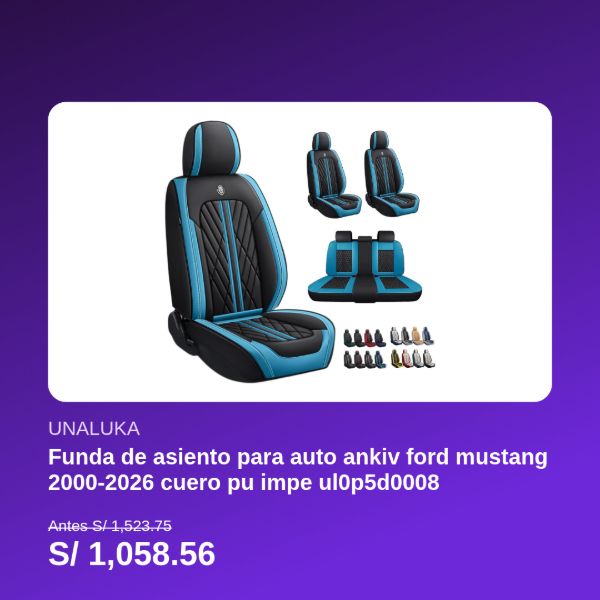 UNALUKA
Funda de asiento para auto ankiv ford mustang
2000-2026 cuero pu impe ul0p5d0008
Antes S/ 1,523.75
S/ 1,058.56